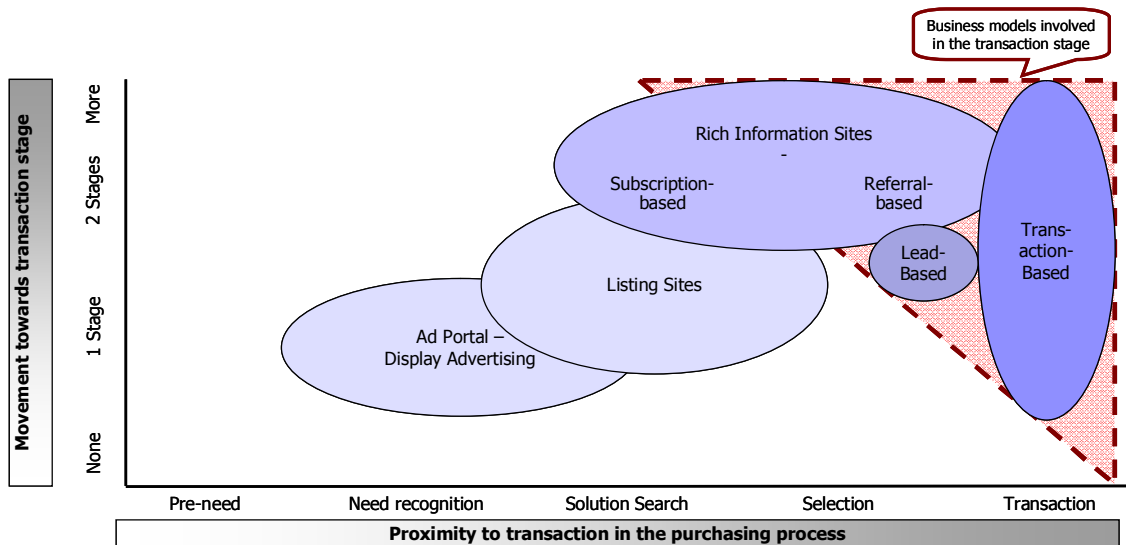 Business models involved
in the transaction stage
Movement towards transaction stage
More
2 Stages
1 Stage
None
Rich Information Sites
-
Subscription-
based
Referral-
based
Lead-
Based
Trans-
action-
Based
Listing Sites
Ad Portal –
Display Advertising
Pre-need
Need recognition
Solution Search
Selection
Transaction
Proximity to transaction in the purchasing process